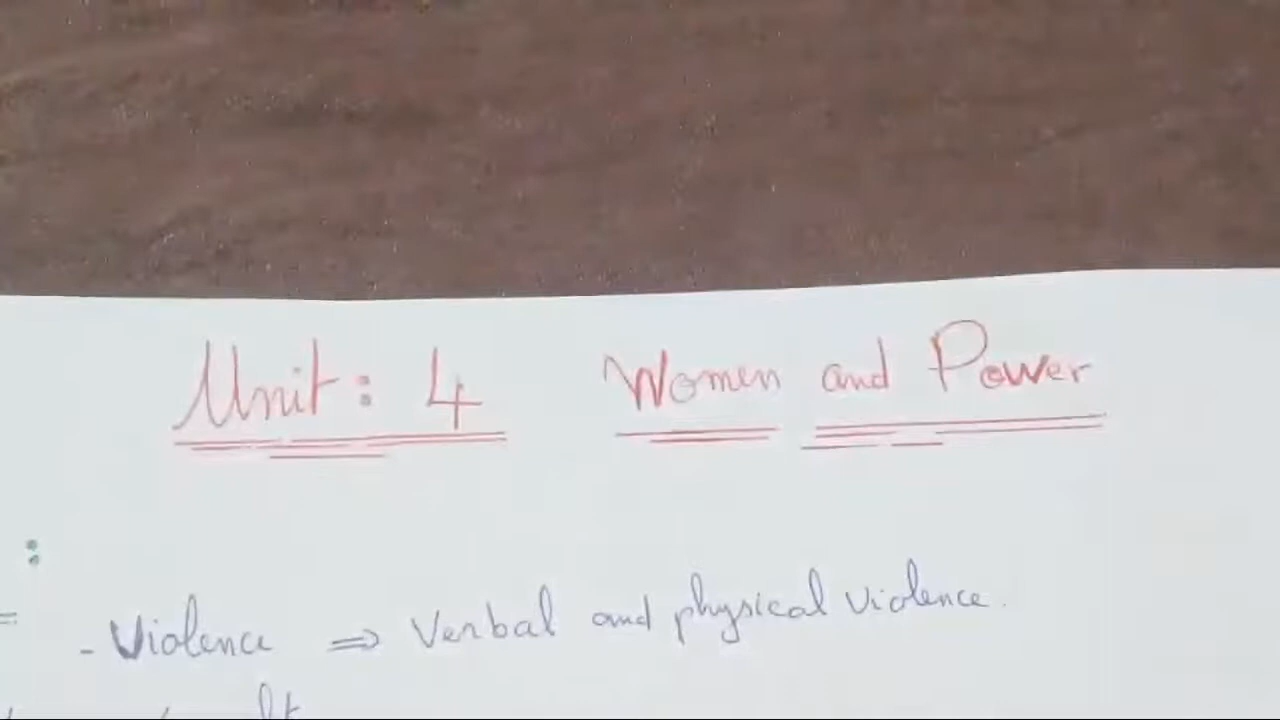 Unit: 4 Women and Power
:
- Violence ⇒ Verbal and physical violence.